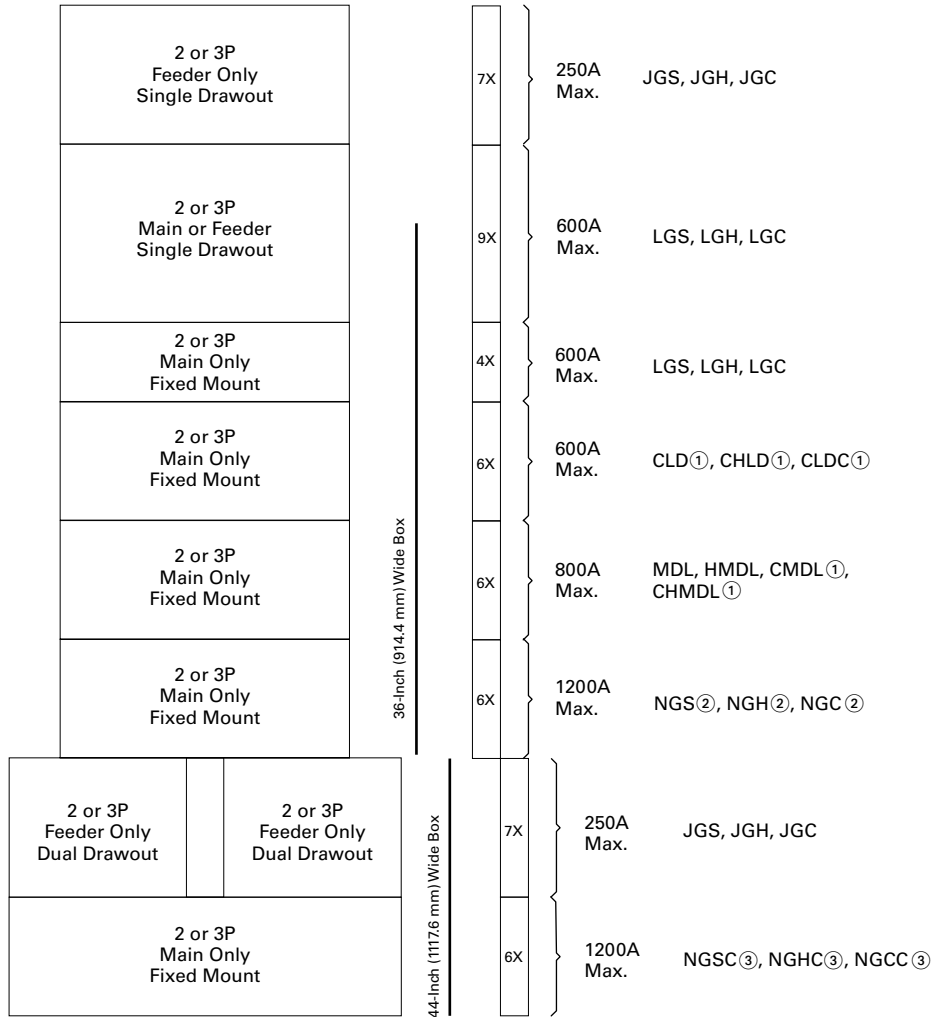 2 or 3P
Feeder Only
Single Drawout
7X
250A
Max.
JGS, JGH, JGC
2 or 3P
Main or Feeder
Single Drawout
9X
600A
Max.
LGS, LGH, LGC
2 or 3P
Main Only
Fixed Mount
4X
600A
Max.
LGS, LGH, LGC
2 or 3P
Main Only
Fixed Mount
6X
600A
Max.
CLD①, CHLD①, CLDC①
2 or 3P
Main Only
Fixed Mount
6X
800A
Max.
MDL, HMDL, CMDL①,
CHMDL①
2 or 3P
Main Only
Fixed Mount
6X
1200A
Max.
NGS②, NGH②, NGC②
36-Inch (914.4 mm) Wide Box
2 or 3P
Feeder Only
Dual Drawout
2 or 3P
Feeder Only
Dual Drawout
7X
250A
Max.
JGS, JGH, JGC
2 or 3P
Main Only
Fixed Mount
6X
1200A
Max.
NGSC③, NGHC③, NGCC③
44-Inch (1117.6 mm) Wide Box